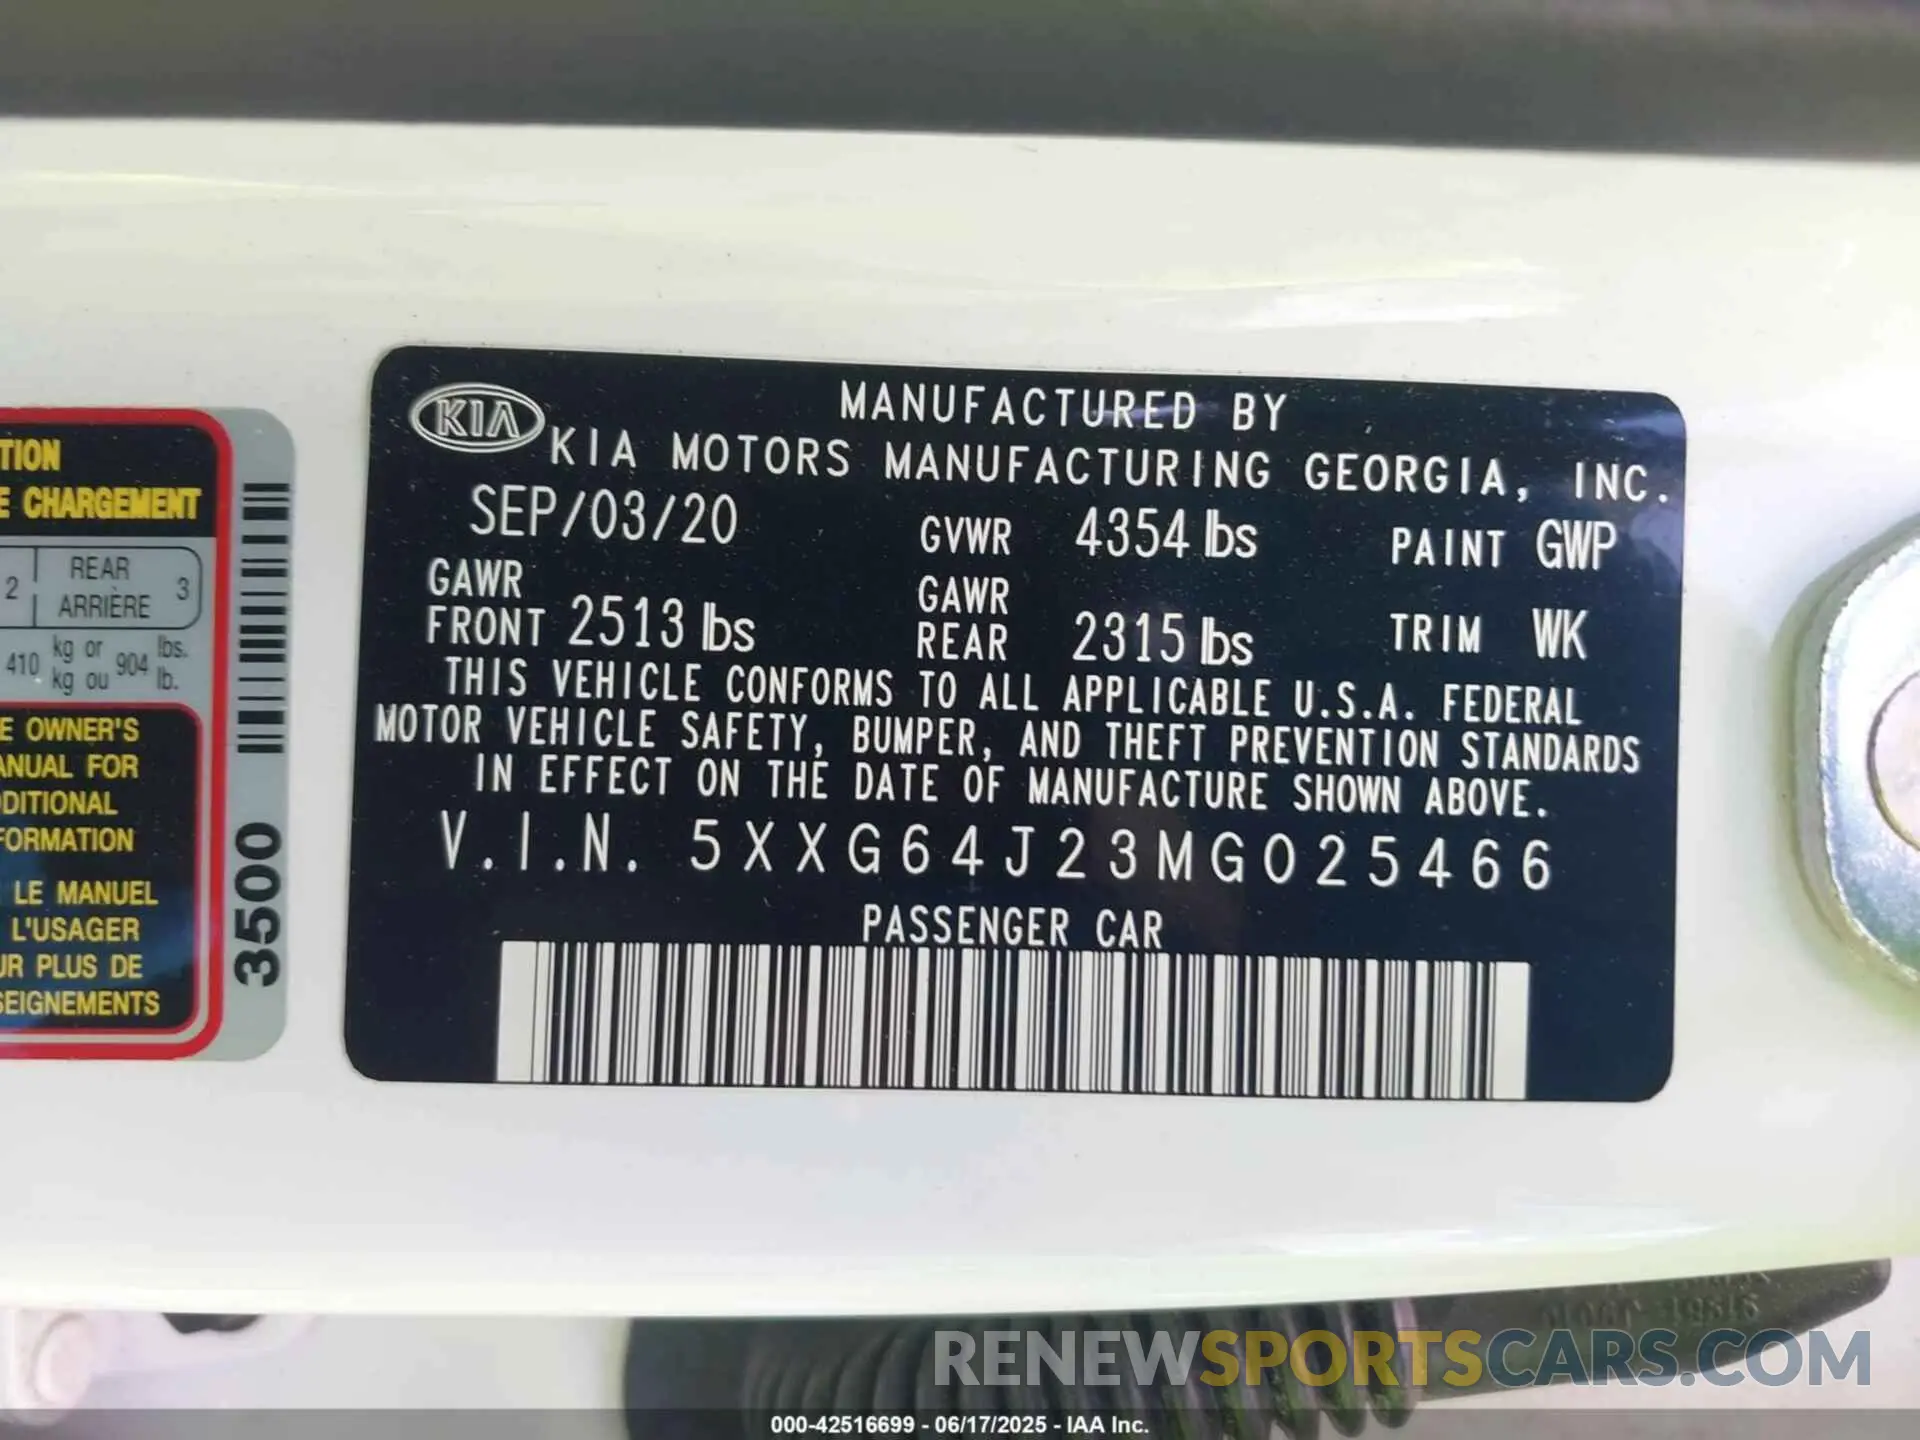 TION
E CHARGEMENT
2 REAR 3
ARRIÈRE
410 kg or 904 lbs.
kg ou lb.
E OWNER'S
ANUAL FOR
DDITIONAL
FORMATION
LE MANUEL
L'USAGER
UR PLUS DE
SEIGNEMENTS
3500
KIA
MANUFACTURED BY
KIA MOTORS MANUFACTURING GEORGIA, INC.
SEP/03/20 GVWR 4354 lbs PAINT GWP
GAWR FRONT 2513 lbs GAWR REAR 2315 lbs TRIM WK
THIS VEHICLE CONFORMS TO ALL APPLICABLE U.S.A. FEDERAL
MOTOR VEHICLE SAFETY, BUMPER, AND THEFT PREVENTION STANDARDS
IN EFFECT ON THE DATE OF MANUFACTURE SHOWN ABOVE.
V.I.N. 5XXG64J23MG025466
PASSENGER CAR
RENEWSPORTSCARS.COM
000-42516699 - 06/17/2025 - IAA Inc.